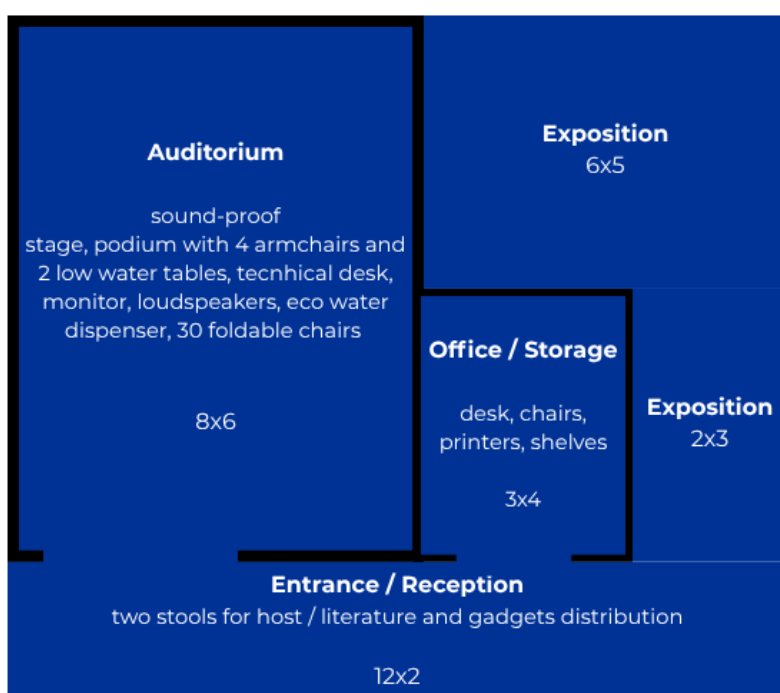 Auditorium
sound-proof
stage, podium with 4 armchairs and
2 low water tables, tecnhical desk,
monitor, loudspeakers, eco water
dispenser, 30 foldable chairs
8x6
Exposition
6x5
Office / Storage
desk, chairs,
printers, shelves
3x4
Exposition
2x3
Entrance / Reception
two stools for host / literature and gadgets distribution
12x2